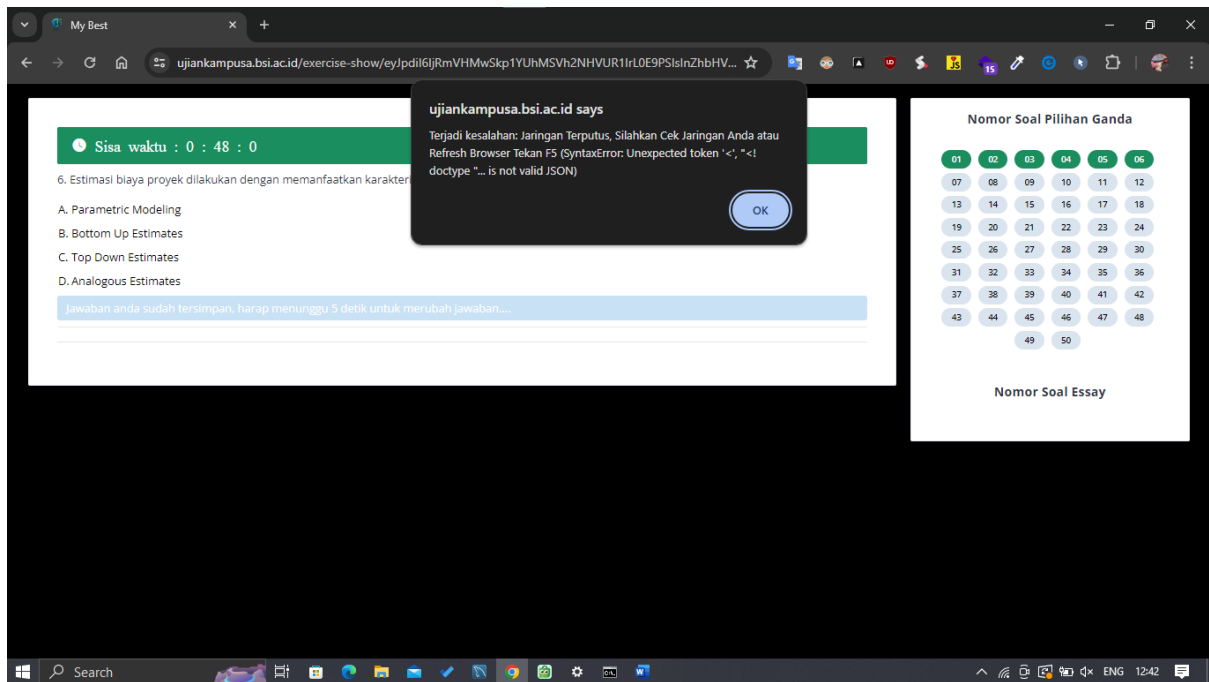 My Best
ujiankampusa.bsi.ac.id/exercise-show/eyJpdil6IjRmVHMwSkp1YUhMSVh2NHVUR1IrL0E9PSIsInZhbHV...
ujiankampusa.bsi.ac.id says
Terjadi kesalahan: Jaringan Terputus, Silahkan Cek Jaringan Anda atau
Refresh Browser Tekan F5 (SyntaxError: Unexpected token '<', "<!
doctype "... is not valid JSON)
OK
Sisa waktu : 0 : 48 : 0
6. Estimasi biaya proyek dilakukan dengan memanfaatkan karakteri
A. Parametric Modeling
B. Bottom Up Estimates
C. Top Down Estimates
D. Analogous Estimates
Jawaban anda sudah tersimpan, harap menunggu 5 detik untuk merubah jawaban....
Nomor Soal Pilihan Ganda
01 02 03 04 05 06
07 08 09 10 11 12
13 14 15 16 17 18
19 20 21 22 23 24
25 26 27 28 29 30
31 32 33 34 35 36
37 38 39 40 41 42
43 44 45 46 47 48
49 50
Nomor Soal Essay
JS
15
Search
ENG
12:42